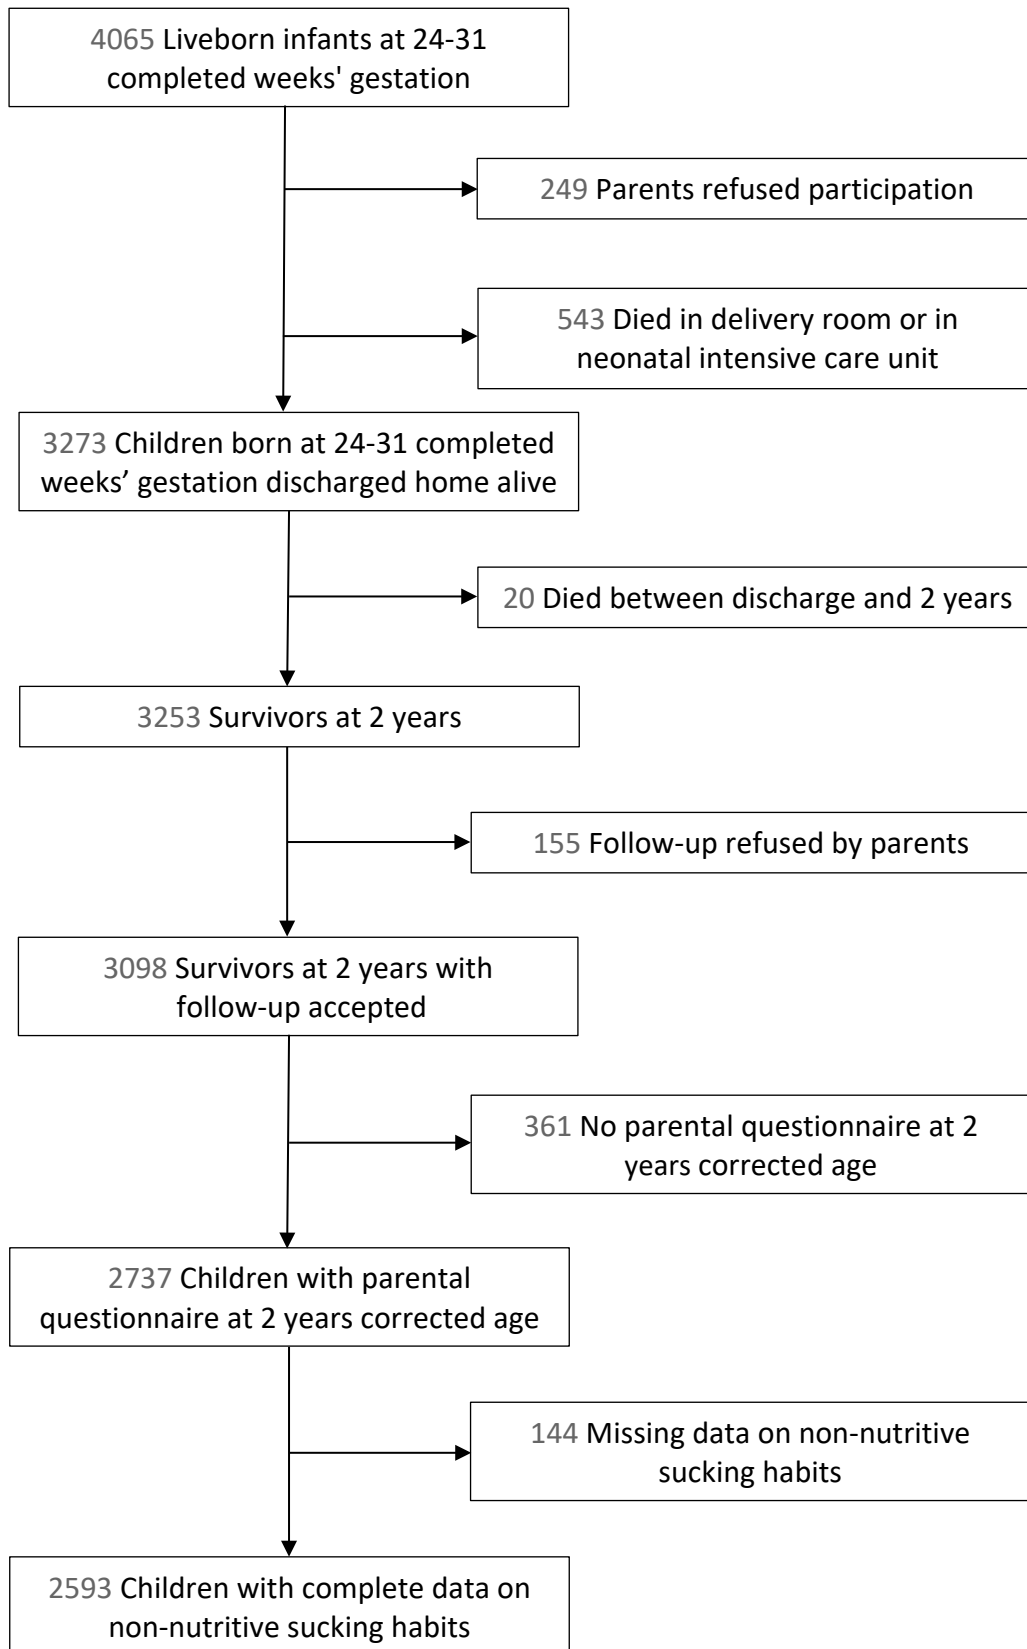 4065 Liveborn infants at 24-31
completed weeks' gestation
249 Parents refused participation
543 Died in delivery room or in
neonatal intensive care unit
3273 Children born at 24-31 completed
weeks’ gestation discharged home alive
20 Died between discharge and 2 years
3253 Survivors at 2 years
155 Follow-up refused by parents
3098 Survivors at 2 years with
follow-up accepted
361 No parental questionnaire at 2
years corrected age
2737 Children with parental
questionnaire at 2 years corrected age
144 Missing data on non-nutritive
sucking habits
2593 Children with complete data on
non-nutritive sucking habits